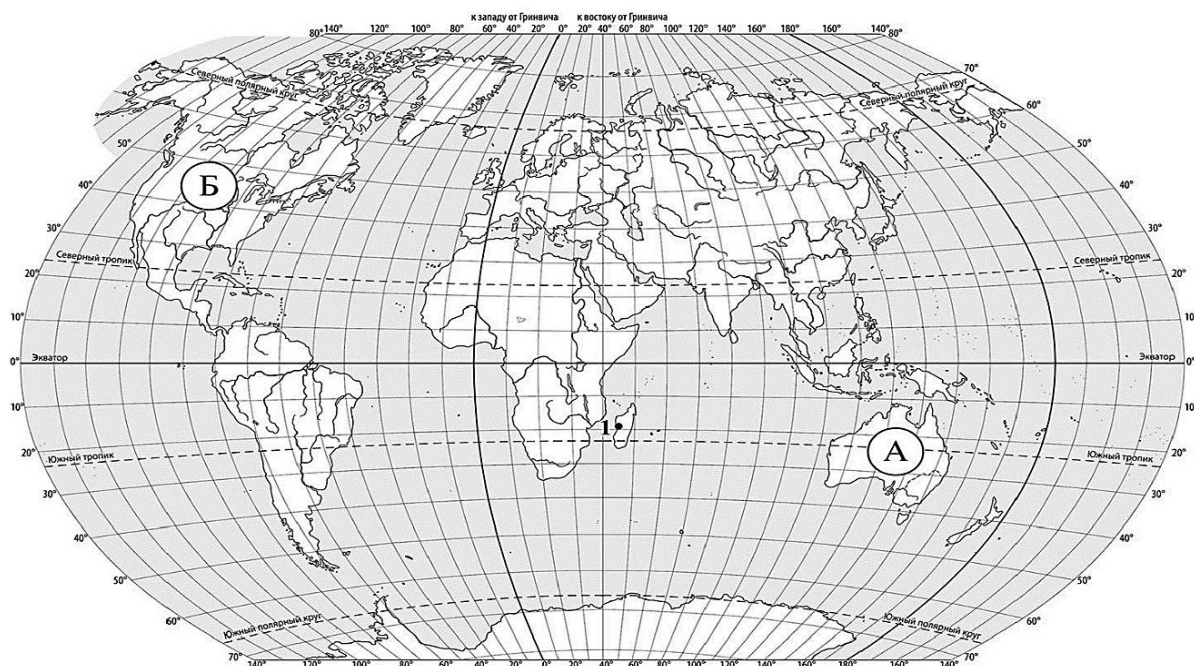 к западу от Гринвича к востоку от Гринвича
80° 140° 120° 100° 80° 60° 40° 20° 0° 20° 40° 60° 80° 100° 120° 140° 160° 180° 160° 140° 80°
70° 
Северный полярный круг Северный полярный круг
60°
50° 50°
Б
40° 40°
30° 30°
Северный тропик Северный тропик
20° 20°
10° 10°
0° Экватор Экватор 0°
10° 10°
1
А
20° Южный тропик Южный тропик 20°
30° 30°
40° 40°
50° 50°
60° Южный полярный круг Южный полярный круг 60°
70° 70°
140° 120° 100° 80° 60° 40° 20° 0° 20° 40° 60° 80° 100° 120° 140° 160° 180° 160° 140°